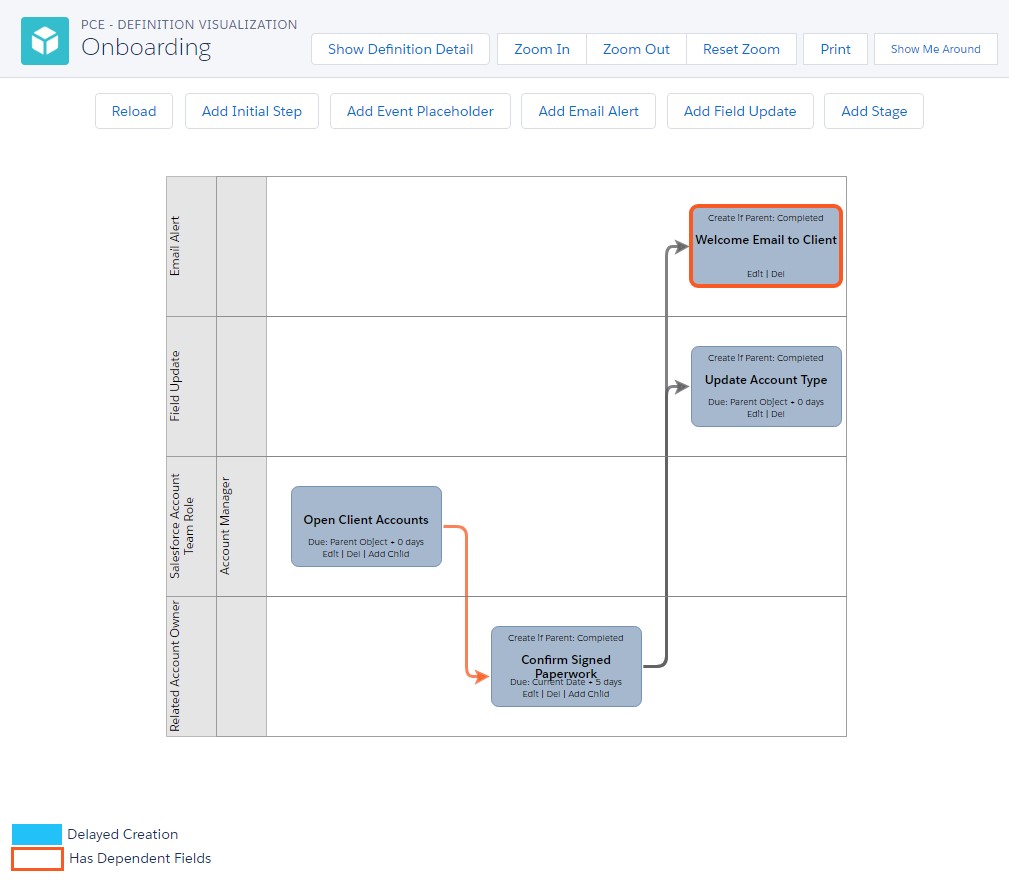 PCE - DEFINITION VISUALIZATION
Onboarding
Show Definition Detail
Zoom In
Zoom Out
Reset Zoom
Print
Show Me Around
Reload
Add Initial Step
Add Event Placeholder
Add Email Alert
Add Field Update
Add Stage
Email Alert
Create If Parent: Completed
Welcome Email to Client
Edit | Del
Field Update
Create If Parent: Completed
Update Account Type
Due: Parent Object + 0 days
Edit | Del
Salesforce Account
Team Role
Account Manager
Open Client Accounts
Due: Parent Object + 0 days
Edit | Del | Add Child
Related Account Owner
Create If Parent: Completed
Confirm Signed
Paperwork
Due: Current Date + 5 days
Edit | Del | Add Child
Delayed Creation
Has Dependent Fields